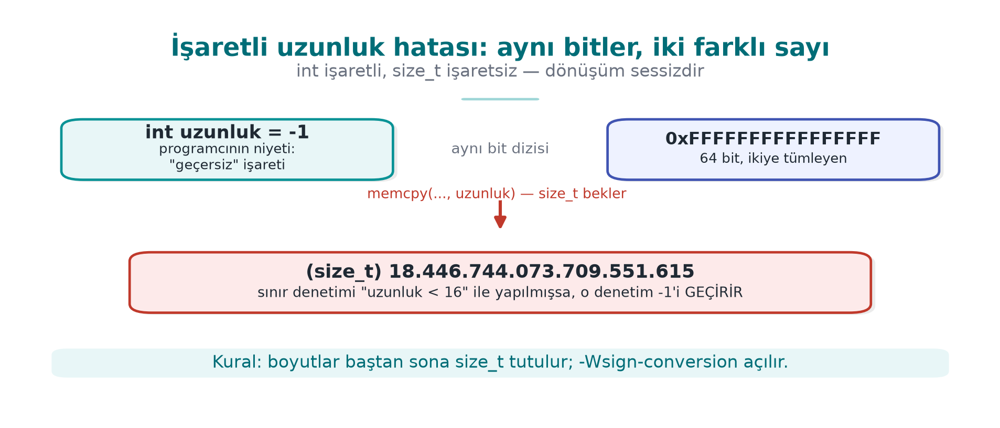 İşaretli uzunluk hatası: aynı bitler, iki farklı sayı
int işaretli, size_t işaretsiz — dönüşüm sessizdir
int uzunluk = -1
programcının niyeti:
"geçersiz" işareti
aynı bit dizisi
0xFFFFFFFFFFFFFFFF
64 bit, ikiye tümleyen
memcpy(..., uzunluk) — size_t bekler
(size_t) 18.446.744.073.709.551.615
sınır denetimi "uzunluk < 16" ile yapılmışsa, o denetim -1'i GEÇİRİR
Kural: boyutlar baştan sona size_t tutulur; -Wsign-conversion açılır.